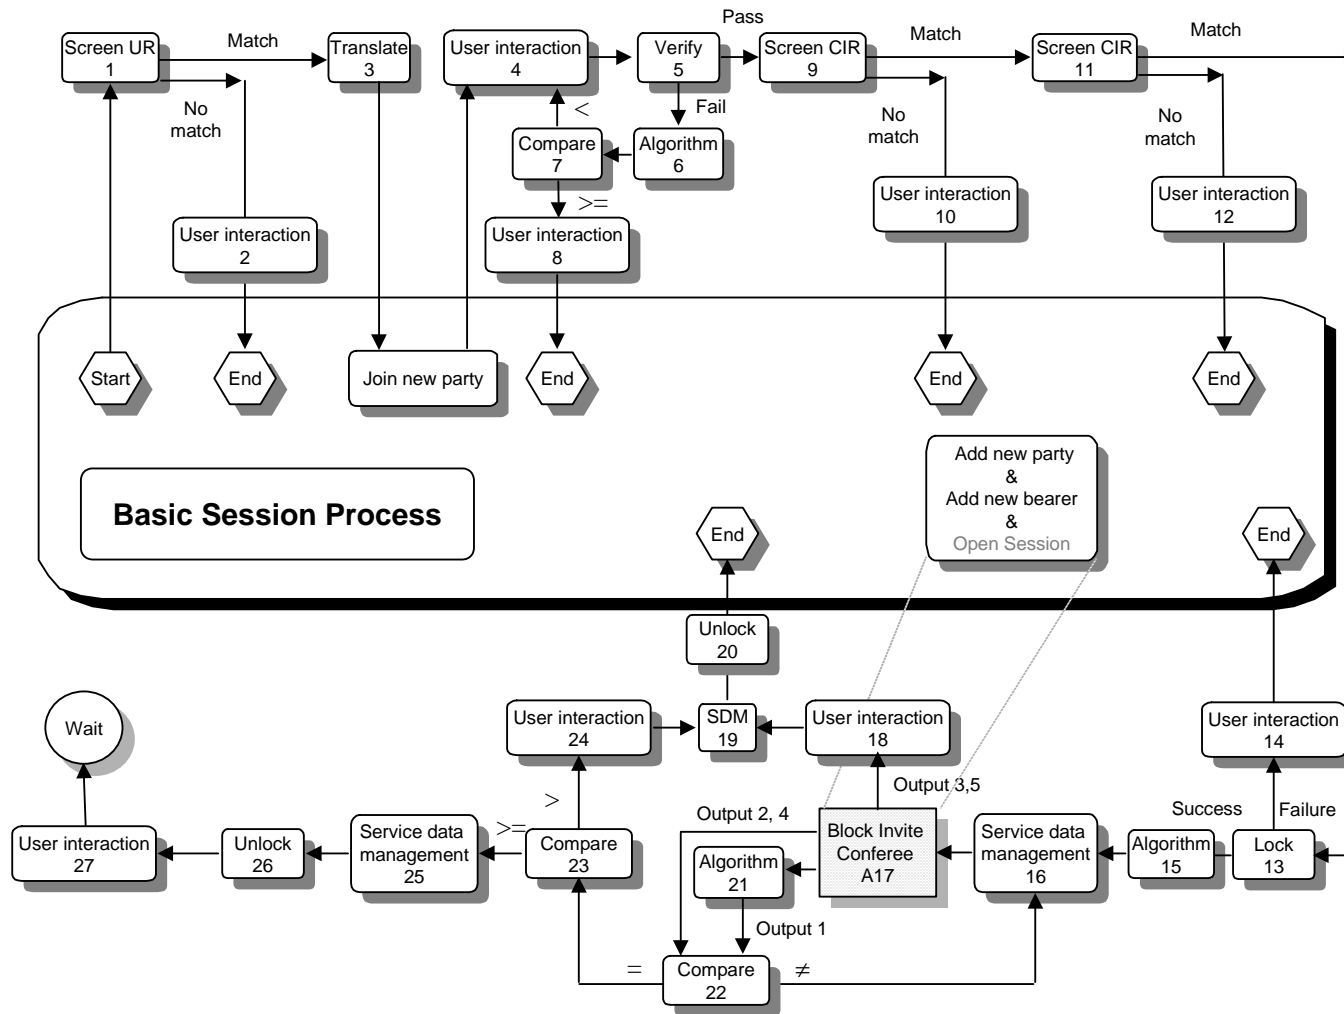 Pass
Screen UR
1
Match
Translate
3
User interaction
4
Verify
5
Screen CIR
9
Match
Screen CIR
11
Match
No
match
<
Fail
Compare
7
Algorithm
6
No
match
No
match
>=
User interaction
2
User interaction
8
User interaction
10
User interaction
12
Start
End
Join new party
End
End
End
Basic Session Process
End
Add new party
&
Add new bearer
&
Open Session
End
Unlock
20
Wait
User interaction
24
SDM
19
User interaction
18
User interaction
14
Output 3,5
>
Output 2, 4
Success
Failure
>=
User interaction
27
Unlock
26
Service data
management
25
Compare
23
Algorithm
21
Block Invite
Conferee
A17
Service data
management
16
Algorithm
15
Lock
13
Output 1
=
Compare
22
≠